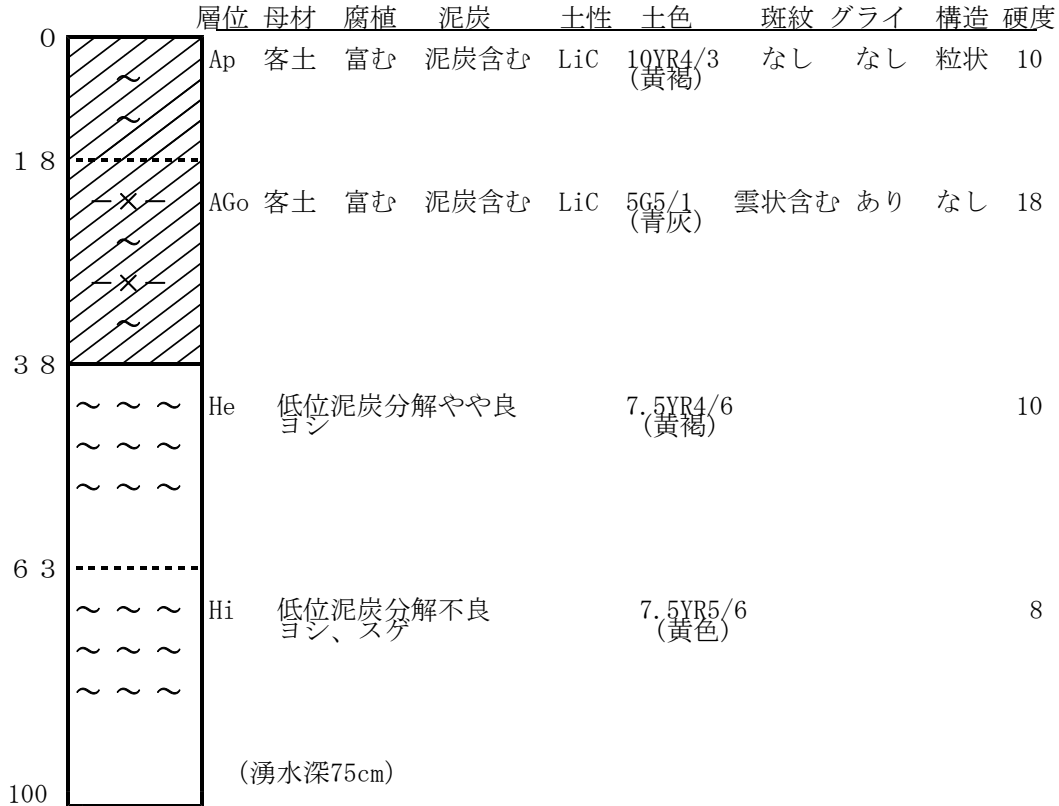 層位 母材 腐植 泥炭 土性 土色 斑紋 グライ 構造 硬度
0
Ap 客土 富む 泥炭含む LiC 10YR4/3 なし なし 粒状 10
(黄褐)
18
AGo 客土 富む 泥炭含む LiC 5G5/1 雲状含む あり なし 18
(青灰)
38
He 低位泥炭分解やや良 7.5YR4/6 10
ヨシ (黄褐)
63
Hi 低位泥炭分解不良 7.5YR5/6 8
ヨシ、スゲ (黄色)
(湧水深75cm)
100